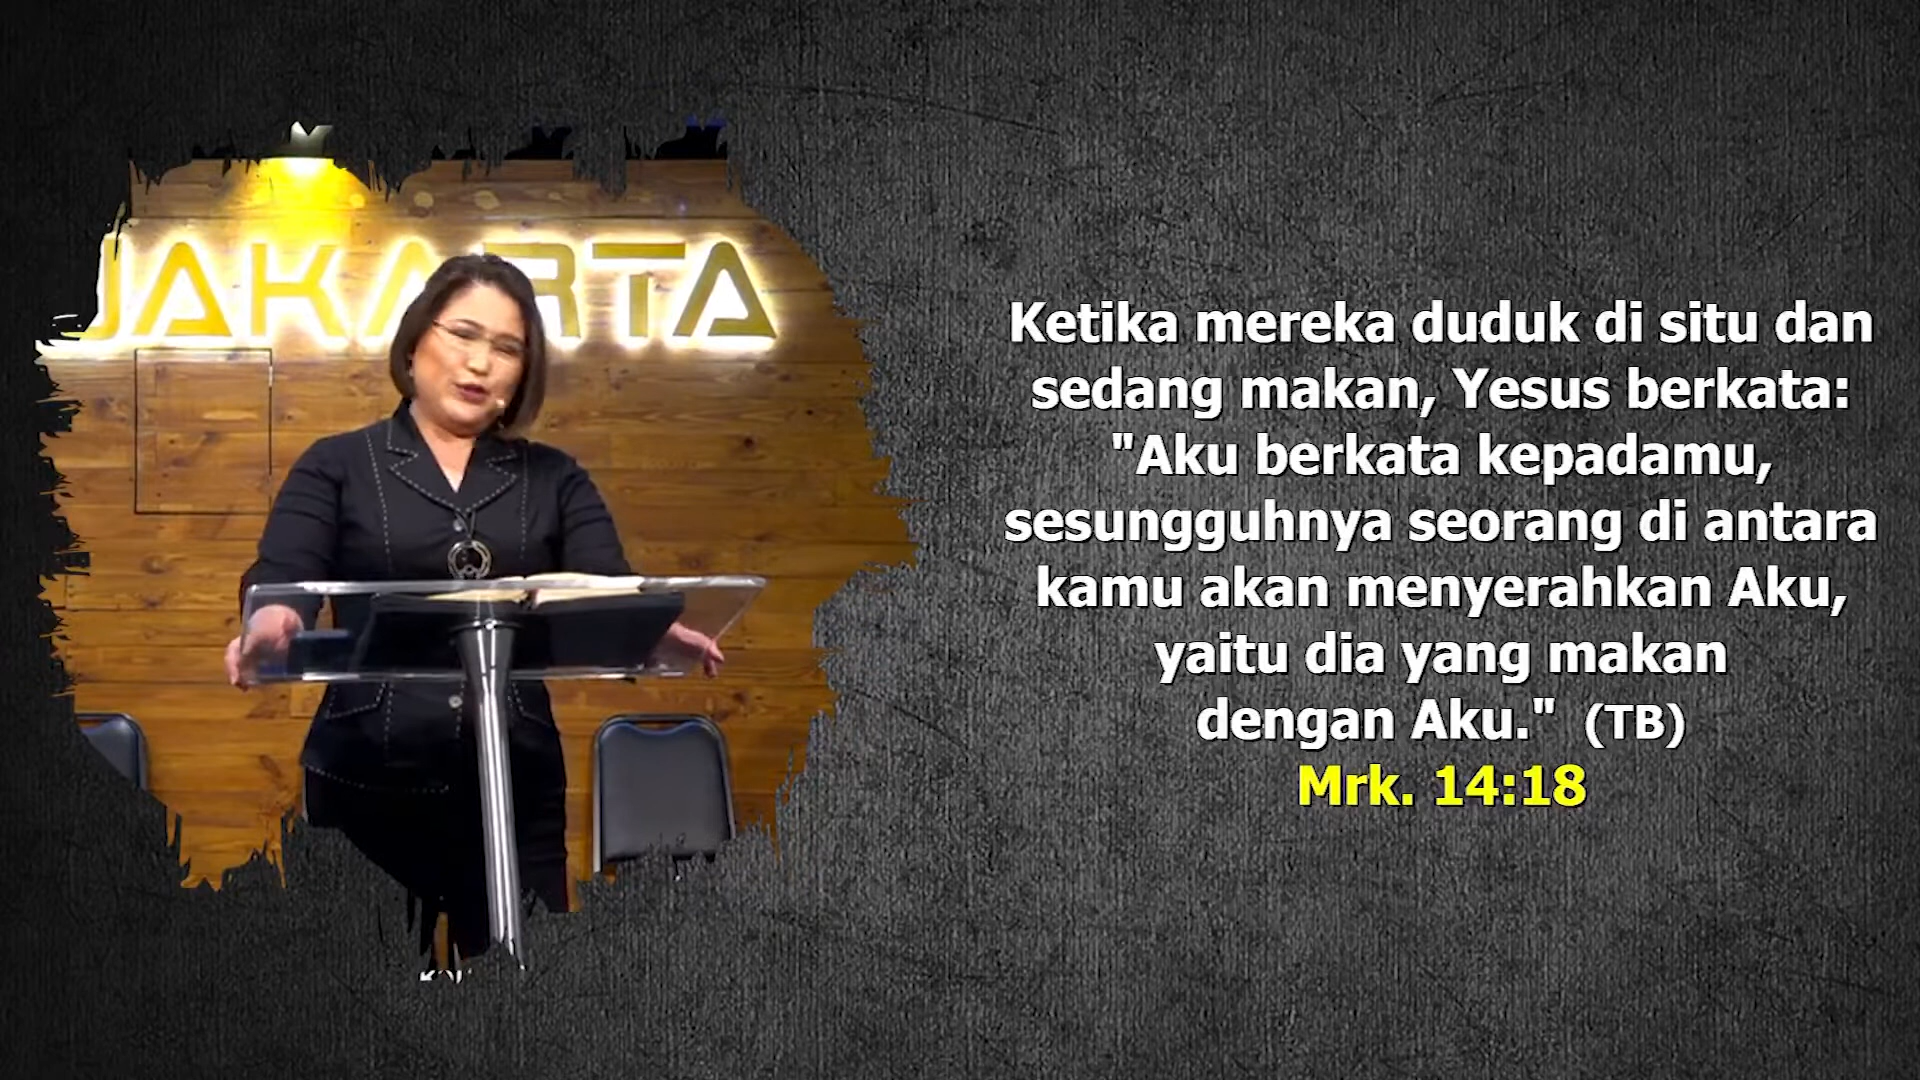 JAKARTA
Ketika mereka duduk di situ dan
sedang makan, Yesus berkata:
"Aku berkata kepadamu,
sesungguhnya seorang di antara
kamu akan menyerahkan Aku,
yaitu dia yang makan
dengan Aku." (TB)
Mrk. 14:18